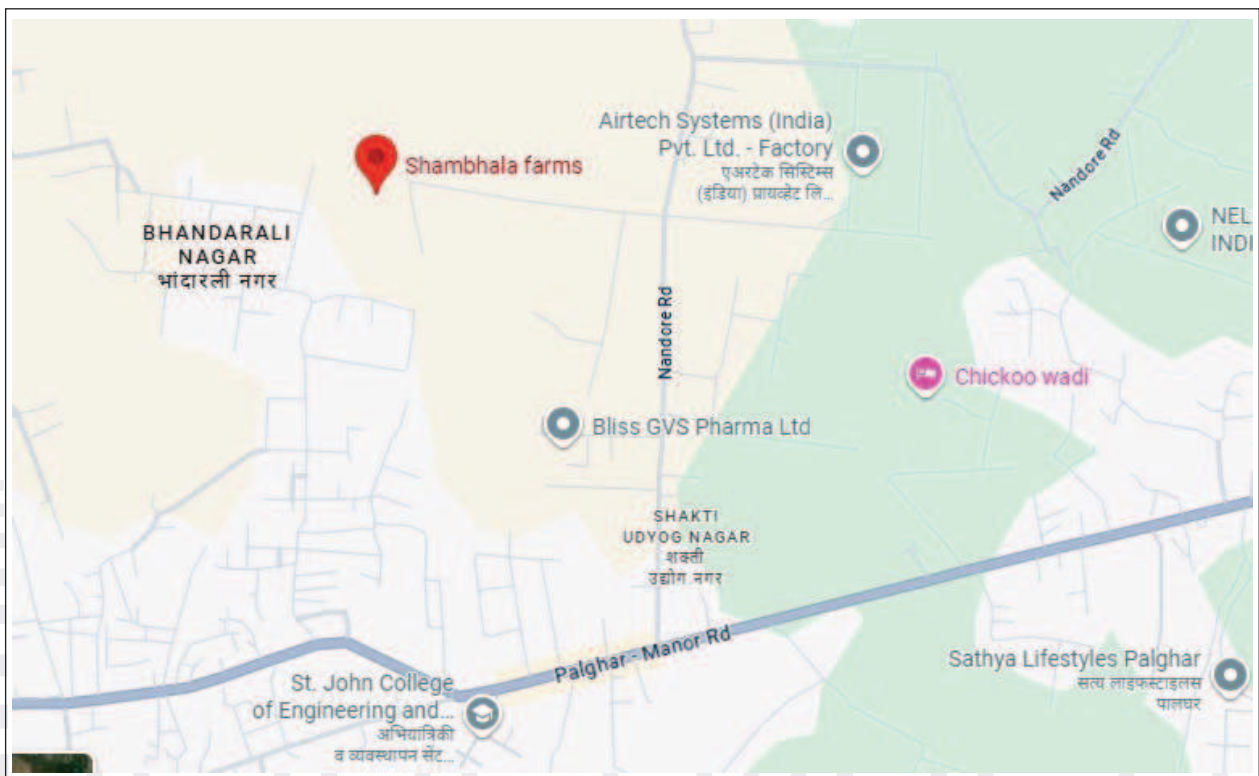 Airtech Systems (India)
Pvt. Ltd. - Factory
एअरटेक सिस्टिम्स
(इंडिया) प्रायव्हेट लि...
Nandore Rd
Shambhala farms
NEL
INDI
BHANDARALI
NAGAR
भांदारली नगर
Nandore Rd
Chickoo wadi
Bliss GVS Pharma Ltd
SHAKTI
UDYOG NAGAR
शक्ती
उद्योग नगर
Palghar - Manor Rd
Sathya Lifestyles Palghar
सत्य लाइफस्टाइलस
पालघर
St. John College
of Engineering and...
अभियात्रिकी
व व्यवस्थापन सेंट...